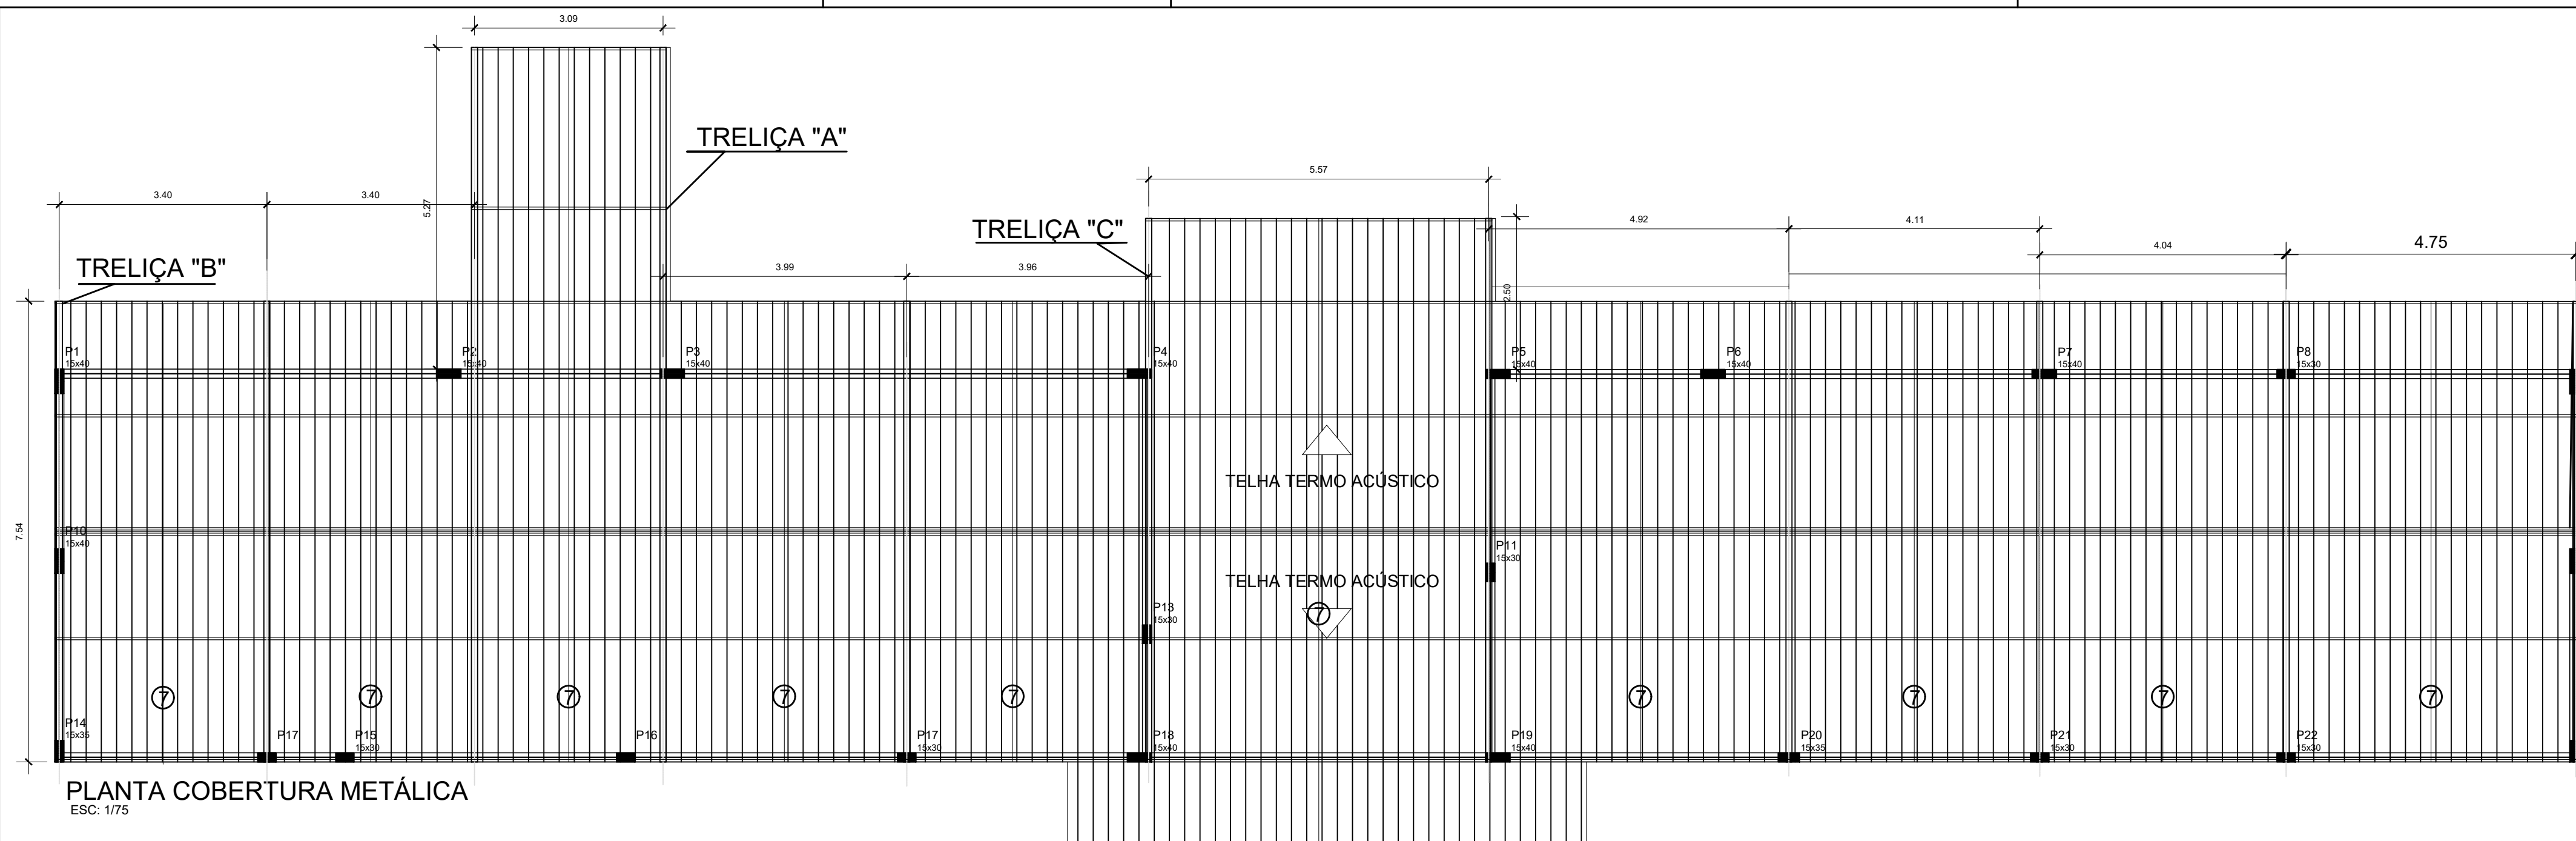 3.09
TRELIÇA "A"
5.57
3.40
3.40
5.27
4.92
4.11
TRELIÇA "C"
4.04
4.75
TRELIÇA "B"
3.99
3.96
2.50
P1
15x40
P2
15x40
P3
15x40
P4
15x40
P5
15x40
P6
15x40
P7
15x40
P8
15x30
TELHA TERMO ACÚSTICO
7.54
P10
15x40
P11
15x30
TELHA TERMO ACÚSTICO
P13
15x30
7
7
7
7
7
7
7
7
7
7
P14
15x35
P17
P15
15x30
P16
P17
15x30
P18
15x40
P19
15x40
P20
15x35
P21
15x30
P22
15x30
PLANTA COBERTURA METÁLICA
ESC: 1/75